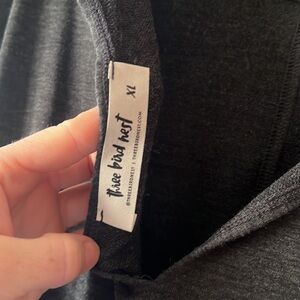 XL
three bird nest
@THREEBIRDNEST | THREEBIRDNEST.COM